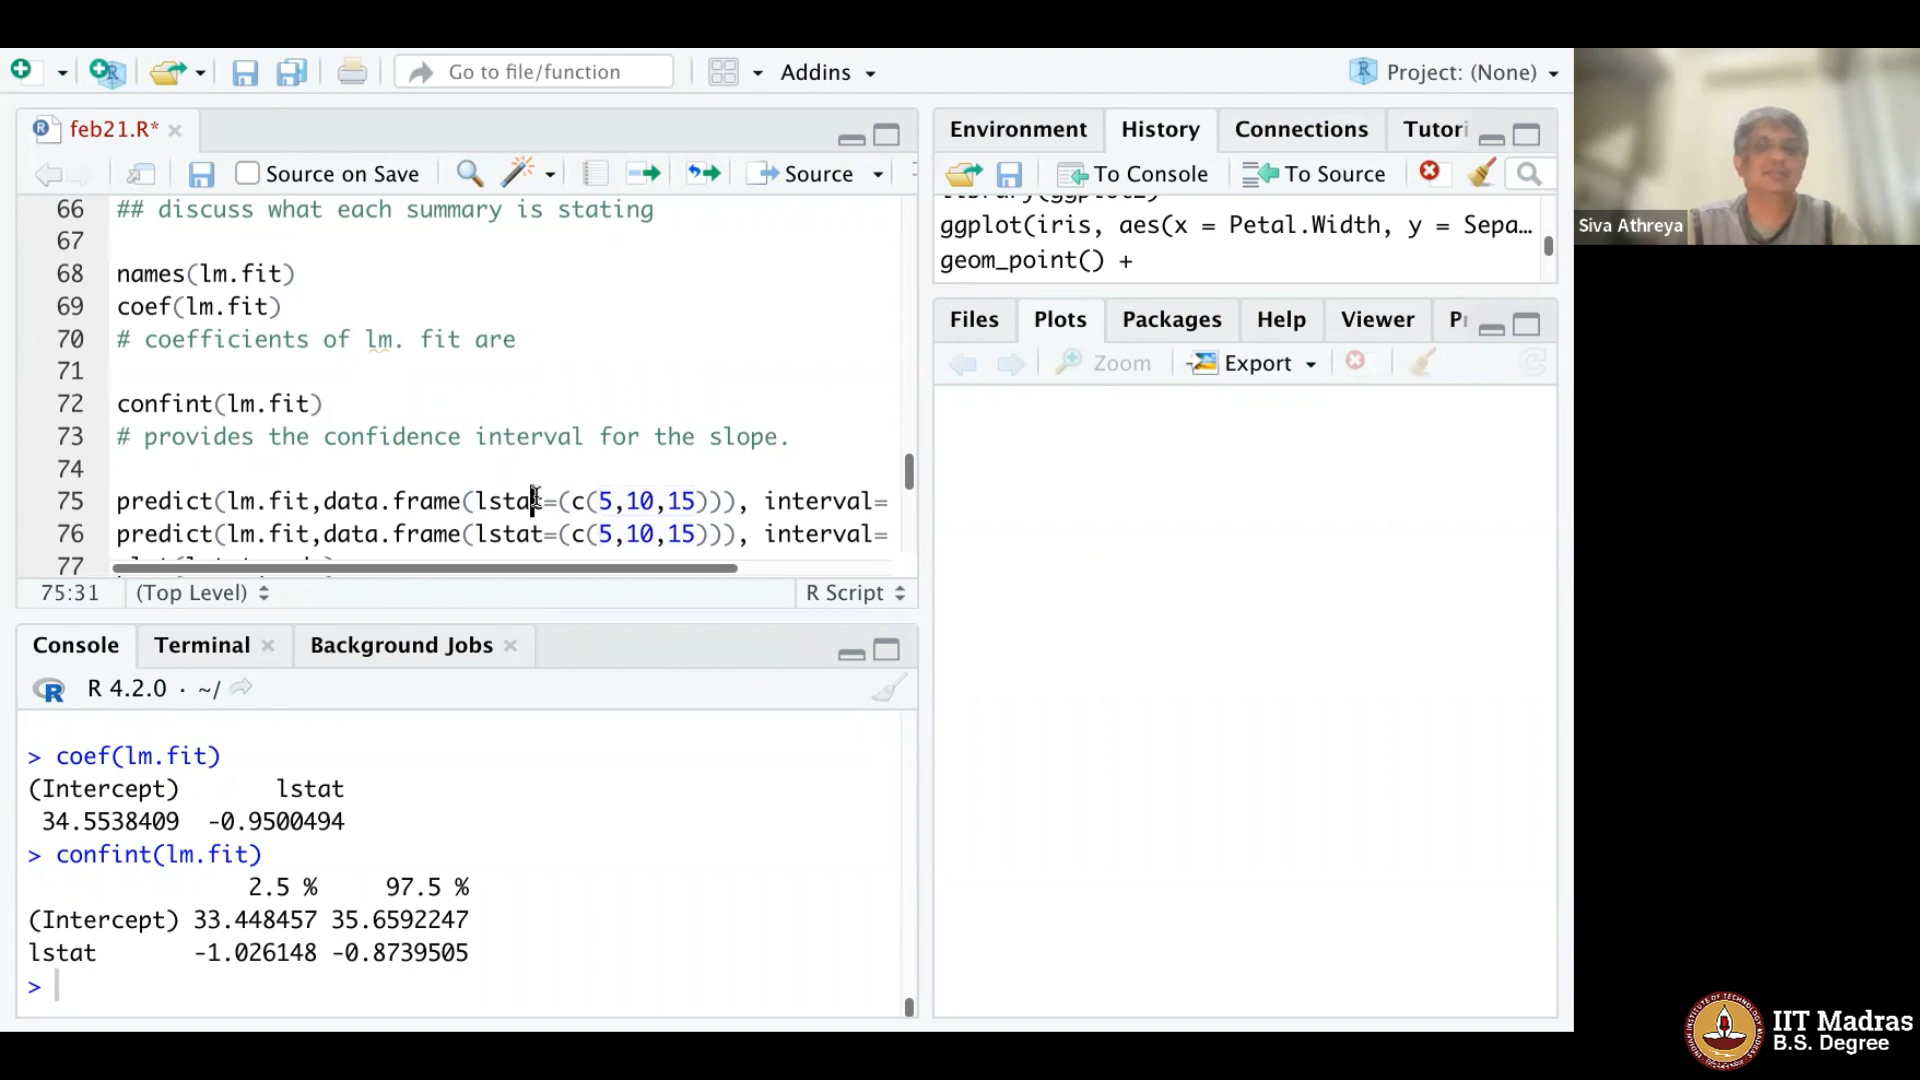 Go to file/function
Addins
Project: (None)
feb21.R*
Source on Save
Source
66 ## discuss what each summary is stating
67
68 names(lm.fit)
69 coef(lm.fit)
70 # coefficients of lm. fit are
71
72 confint(lm.fit)
73 # provides the confidence interval for the slope.
74
75 predict(lm.fit,data.frame(lstat=(c(5,10,15))), interval=
76 predict(lm.fit,data.frame(lstat=(c(5,10,15))), interval=
77
75:31 (Top Level) R Script
Console Terminal Background Jobs
R 4.2.0 · ~/
> coef(lm.fit)
(Intercept) lstat
34.5538409 -0.9500494
> confint(lm.fit)
2.5 % 97.5 %
(Intercept) 33.448457 35.6592247
lstat -1.026148 -0.8739505
>
Environment History Connections Tutori
To Console To Source
library(ggplot2)
ggplot(iris, aes(x = Petal.Width, y = Sepa...
geom_point() +
Files Plots Packages Help Viewer
Zoom Export
Siva Athreya
IIT Madras
B.S. Degree